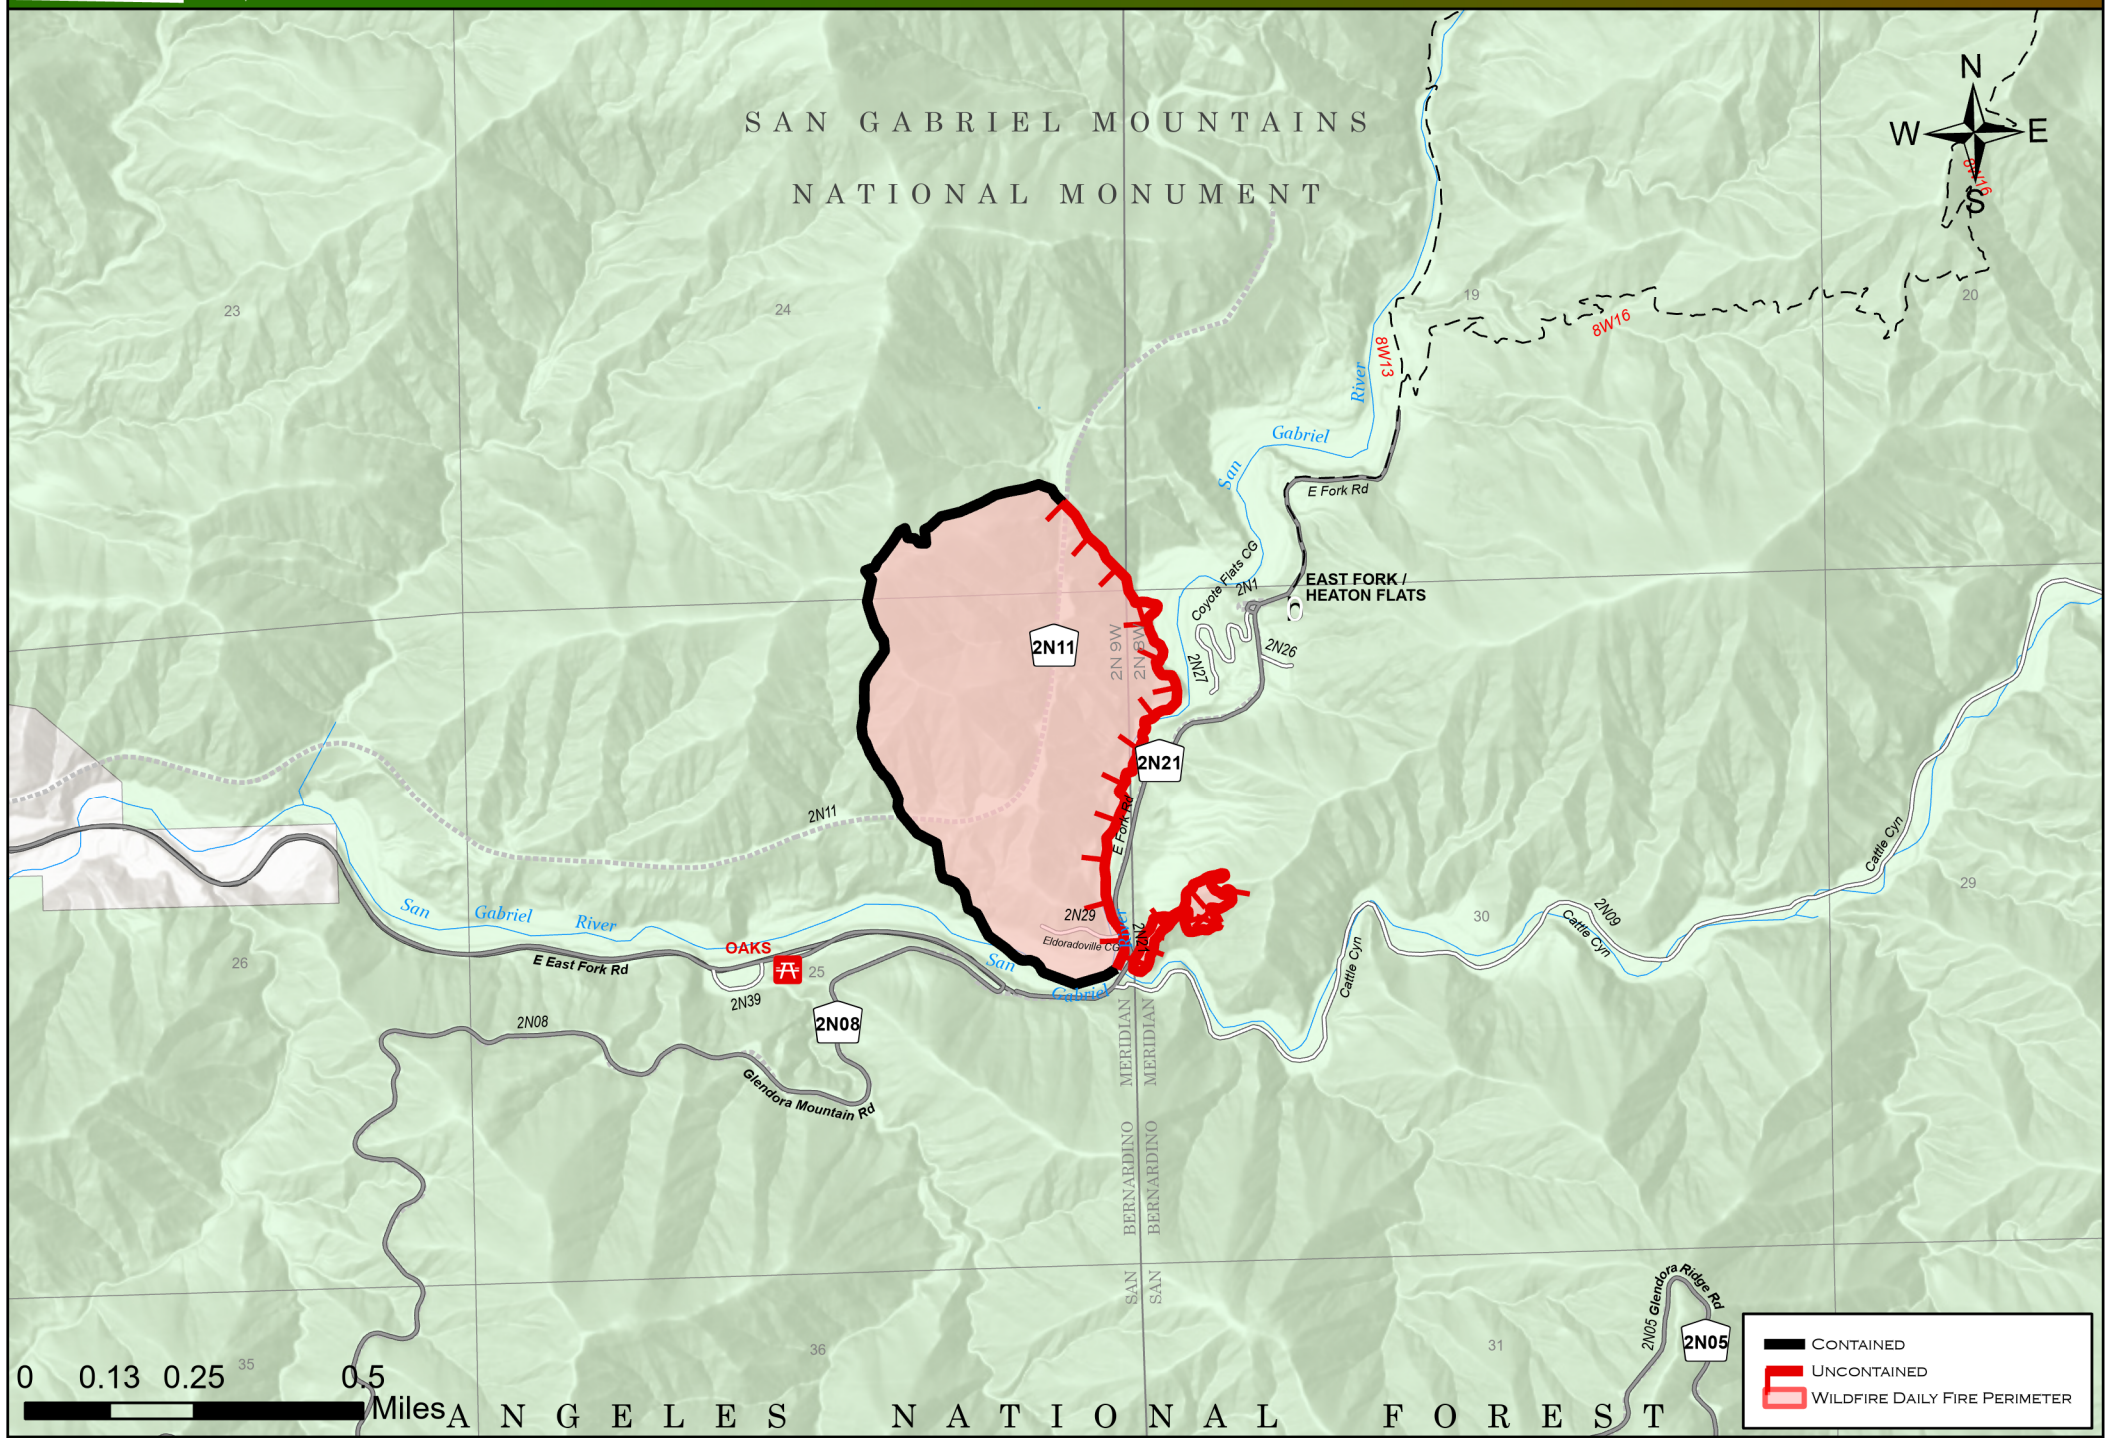 SAN GABRIEL MOUNTAINS
NATIONAL MONUMENT
N
W
E
S
8W16
23
24
19
20
8W16
8W13
River
Gabriel
San
E Fork Rd
Coyote Flats CG
2N1
EAST FORK /
HEATON FLATS
2N11
2N 9W
2N 8W
2N27
2N26
2N21
E Fork Rd
2N11
Cattle Cyn
29
San
Gabriel
River
OAKS
E East Fork Rd
26
25
2N39
2N29
Eldoradoville CG
River
2N21
San
Gabriel
30
Cattle Cyn
2N09
Cattle Cyn
2N08
2N08
Glendora Mountain Rd
SAN BERNARDINO MERIDIAN
SAN BERNARDINO MERIDIAN
2N05 Glendora Ridge Rd
2N05
35
36
31
0 0.13 0.25 0.5
Miles
ANGELES NATIONAL FOREST
CONTAINED
UNCONTAINED
WILDFIRE DAILY FIRE PERIMETER